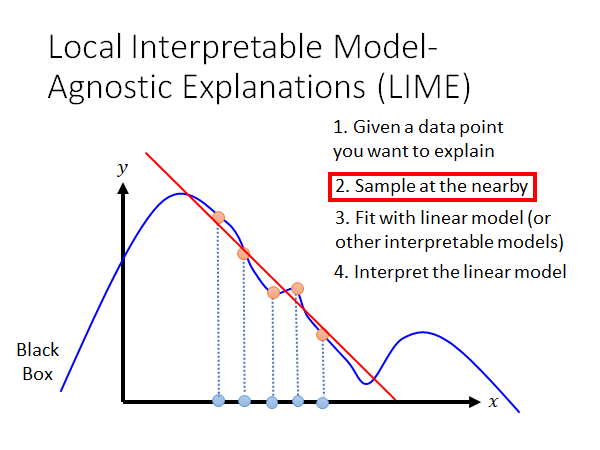 Local Interpretable Model-
Agnostic Explanations (LIME)
1. Given a data point
you want to explain
2. Sample at the nearby
3. Fit with linear model (or
other interpretable models)
4. Interpret the linear model
y
Black
Box
x